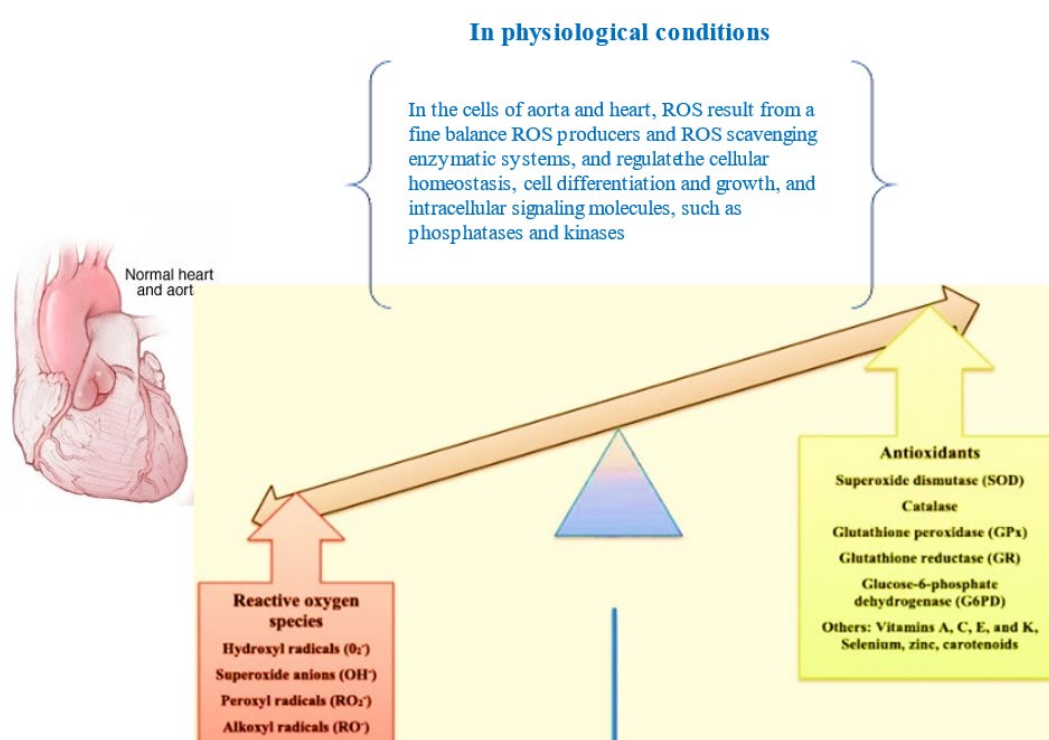 In physiological conditions
In the cells of aorta and heart, ROS result from a
fine balance ROS producers and ROS scavenging
enzymatic systems, and regulatethe cellular
homeostasis, cell differentiation and growth, and
intracellular signaling molecules, such as
phosphatases and kinases
Normal heart
and aort
Antioxidants
Superoxide dismutase (SOD)
Catalase
Glutathione peroxidase (GPx)
Glutathione reductase (GR)
Glucose-6-phosphate
dehydrogenase (G6PD)
Others: Vitamins A, C, E, and K,
Selenium, zinc, carotenoids
Reactive oxygen
species
Hydroxyl radicals (0₂⁻)
Superoxide anions (OH⁻)
Peroxyl radicals (RO₂⁻)
Alkoxyl radicals (RO⁻)